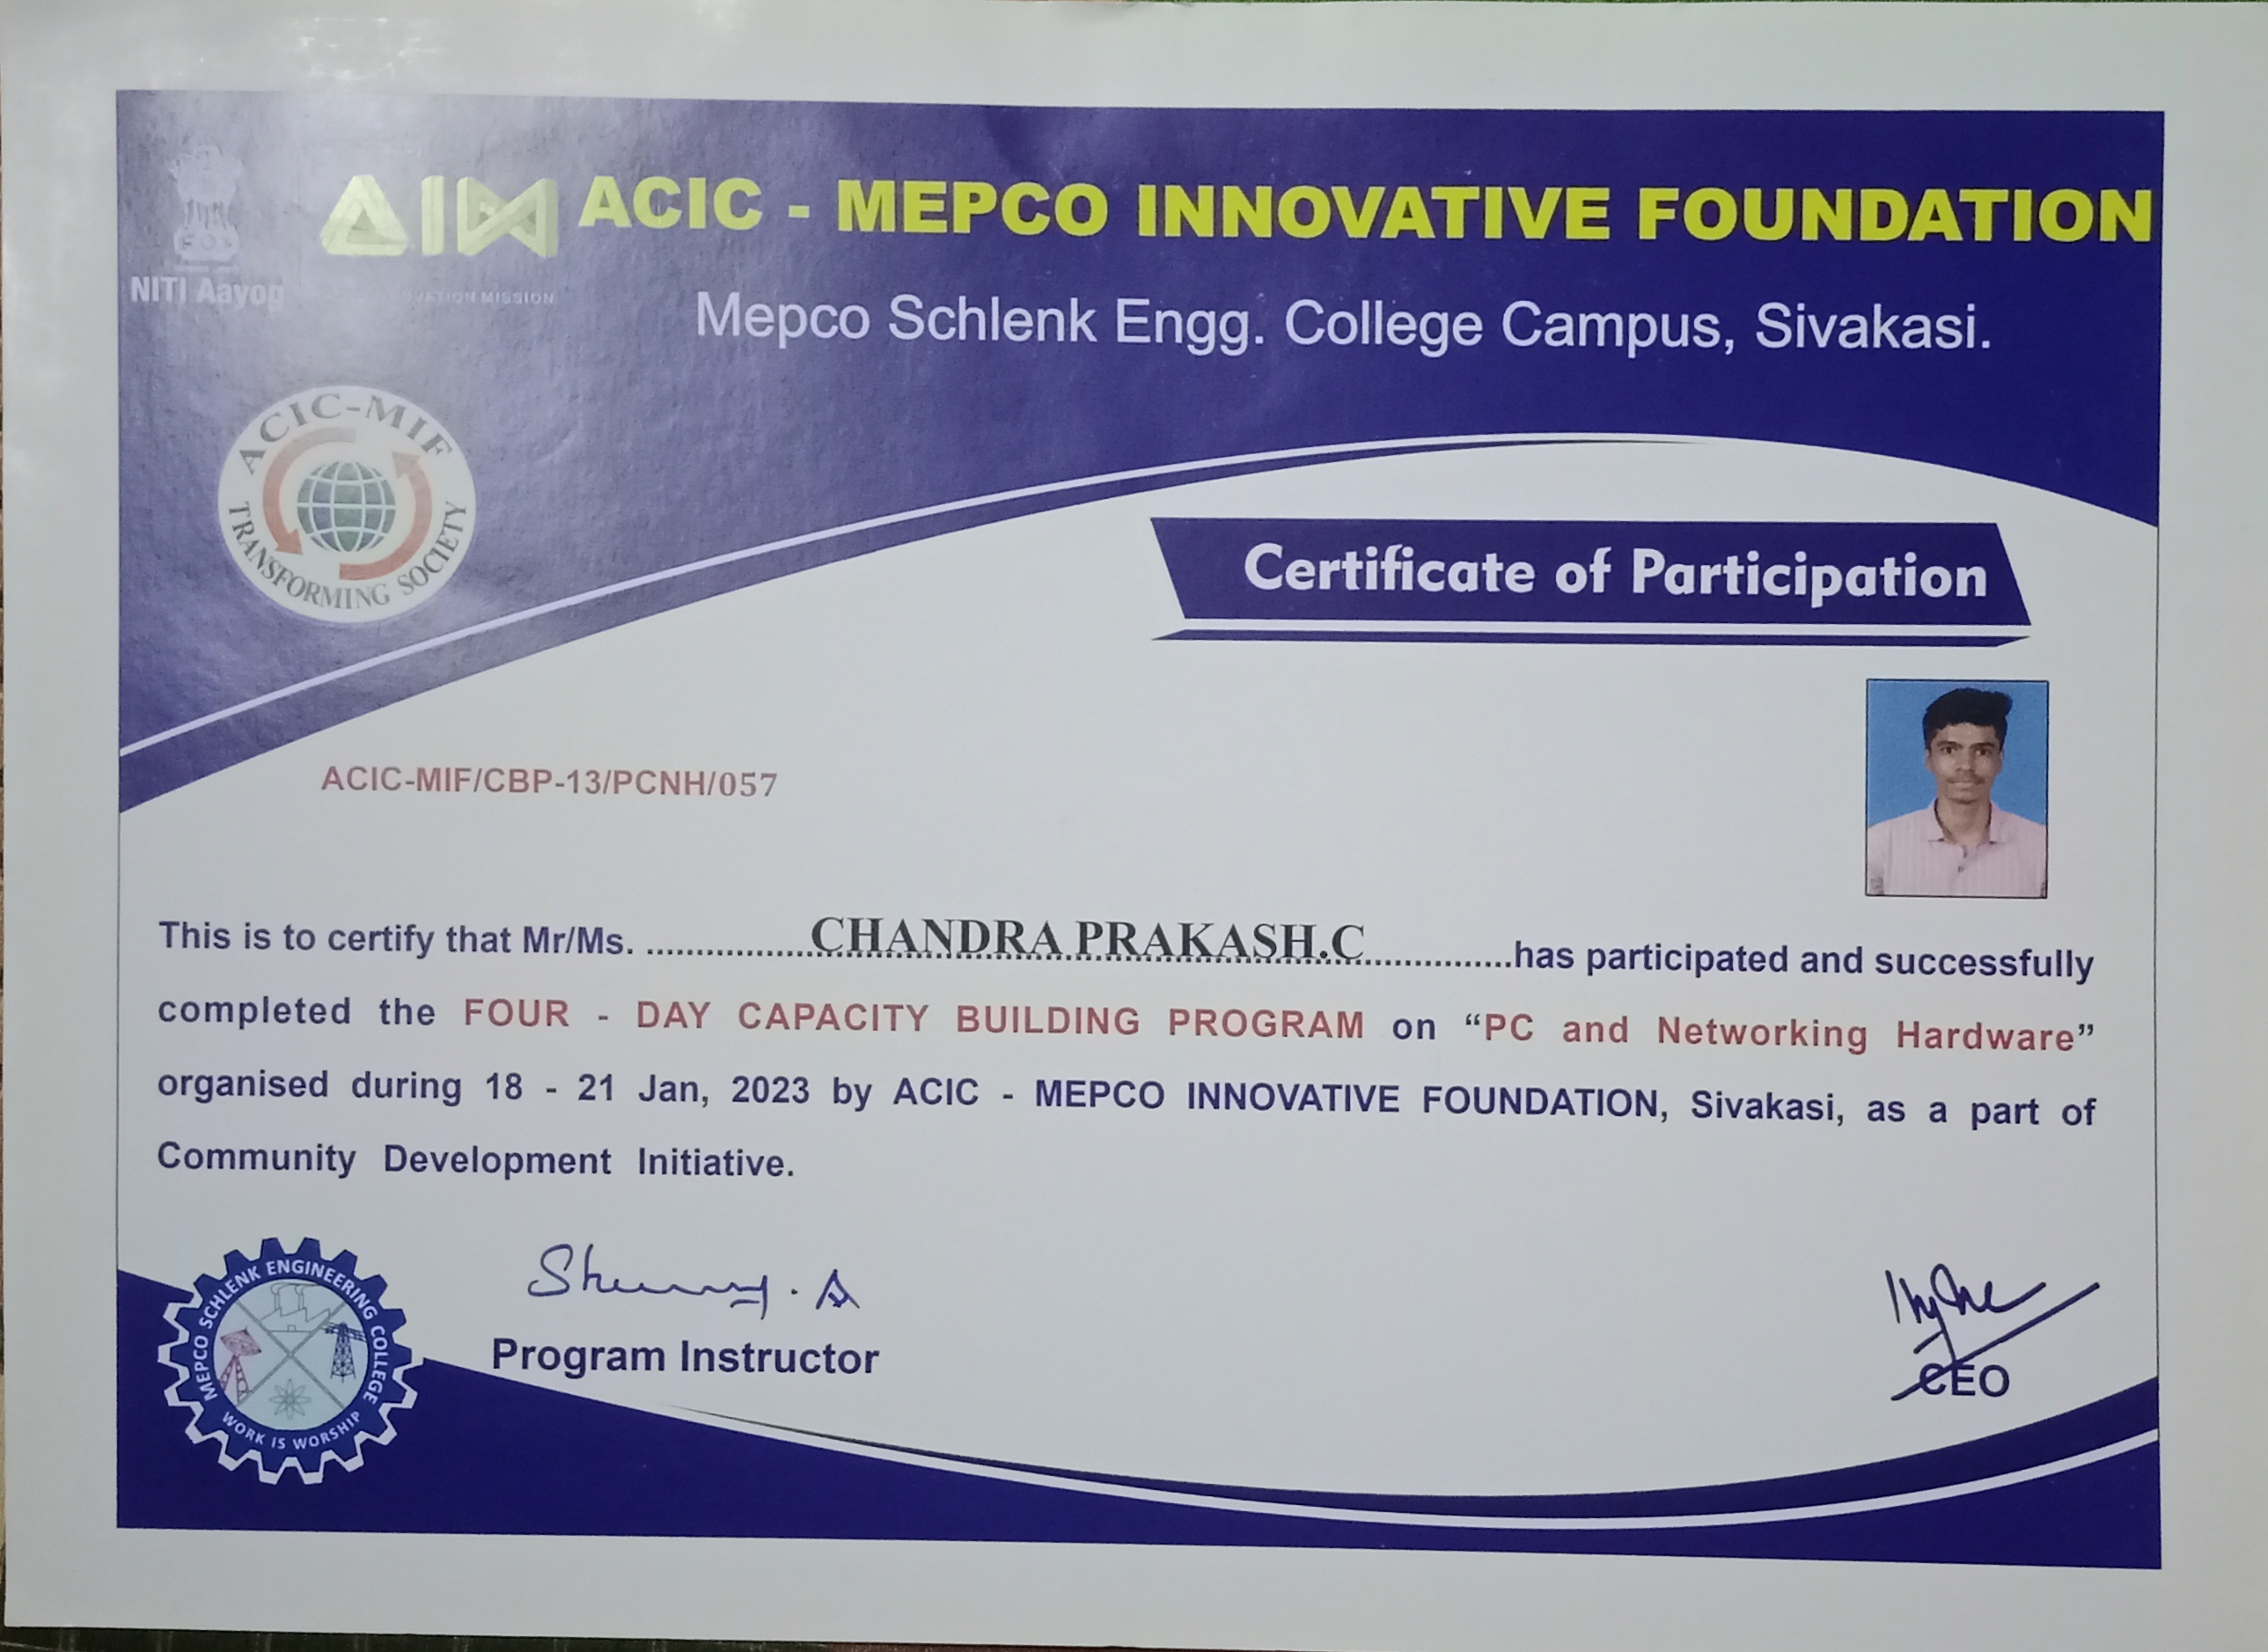 ACIC - MEPCO INNOVATIVE FOUNDATION
NITI Aayog
OVATION MISSION
Mepco Schlenk Engg. College Campus, Sivakasi.
ACIC-MIF
TRANSFORMING SOCIETY
Certificate of Participation
ACIC-MIF/CBP-13/PCNH/057
This is to certify that Mr/Ms. ................CHANDRA PRAKASH.C...............has participated and successfully
completed the FOUR - DAY CAPACITY BUILDING PROGRAM on “PC and Networking Hardware”
organised during 18 - 21 Jan, 2023 by ACIC - MEPCO INNOVATIVE FOUNDATION, Sivakasi, as a part of
Community Development Initiative.
MEPCO SCHLENK ENGINEERING COLLEGE
WORK IS WORSHIP
Program Instructor
CEO